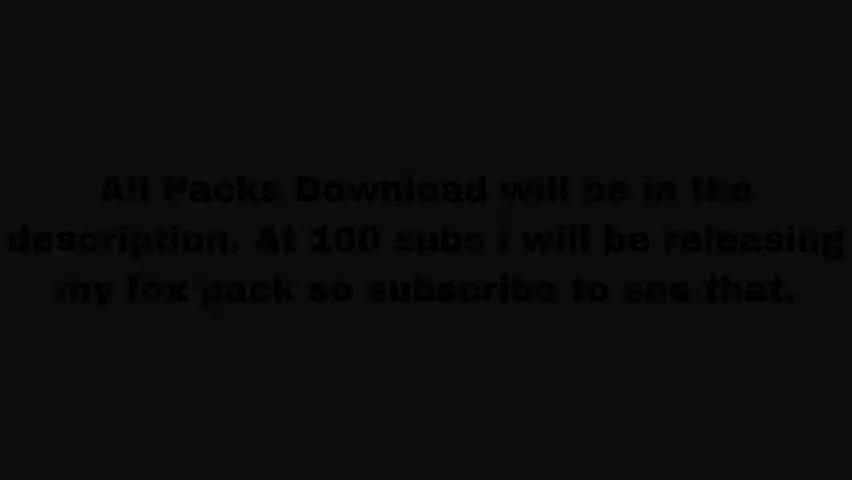 All Packs Download will be in the
description. At 100 subs i will be releasing
my fox pack so subscribe to see that.